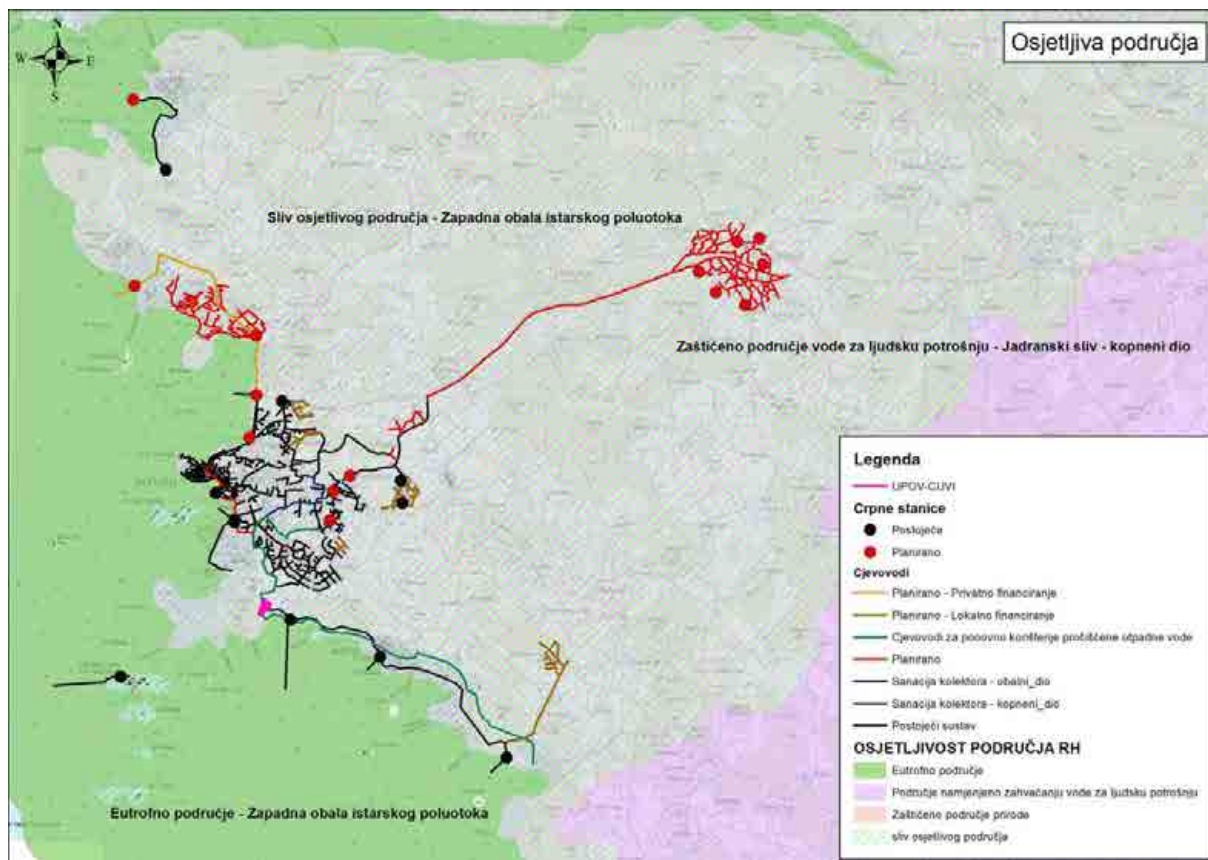 Osjetljiva područja
N
W E
S
Sliv osjetljivog područja - Zapadna obala istarskog poluotoka
Zaštićeno područje vode za ljudsku potrošnju - Jadranski sliv - kopneni dio
Eutrofno područje - Zapadna obala istarskog poluotoka
Legenda
UPOV-CUVI
Crpne stanice
Postojeće
Planirano
Cjevovodi
Planirano - Privatno financiranje
Planirano - Lokalno financiranje
Cjevovodi za ponovno korištenje pročišćene otpadne vode
Planirano
Sanacija kolektora - obalni_dio
Sanacija kolektora - kopneni_dio
Postojeći sustav
OSJETLJIVOST PODRUČJA RH
Eutrofno područje
Područje namjenjeno zahvaćanju vode za ljudsku potrošnju
Zaštićeno područje prirode
sliv osjetljivog područja